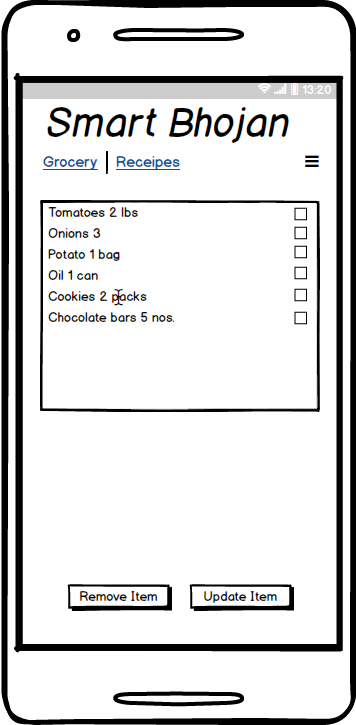 13:20
Smart Bhojan
Grocery Receipes
Tomatoes 2 lbs
Onions 3
Potato 1 bag
Oil 1 can
Cookies 2 packs
Chocolate bars 5 nos.
Remove Item Update Item